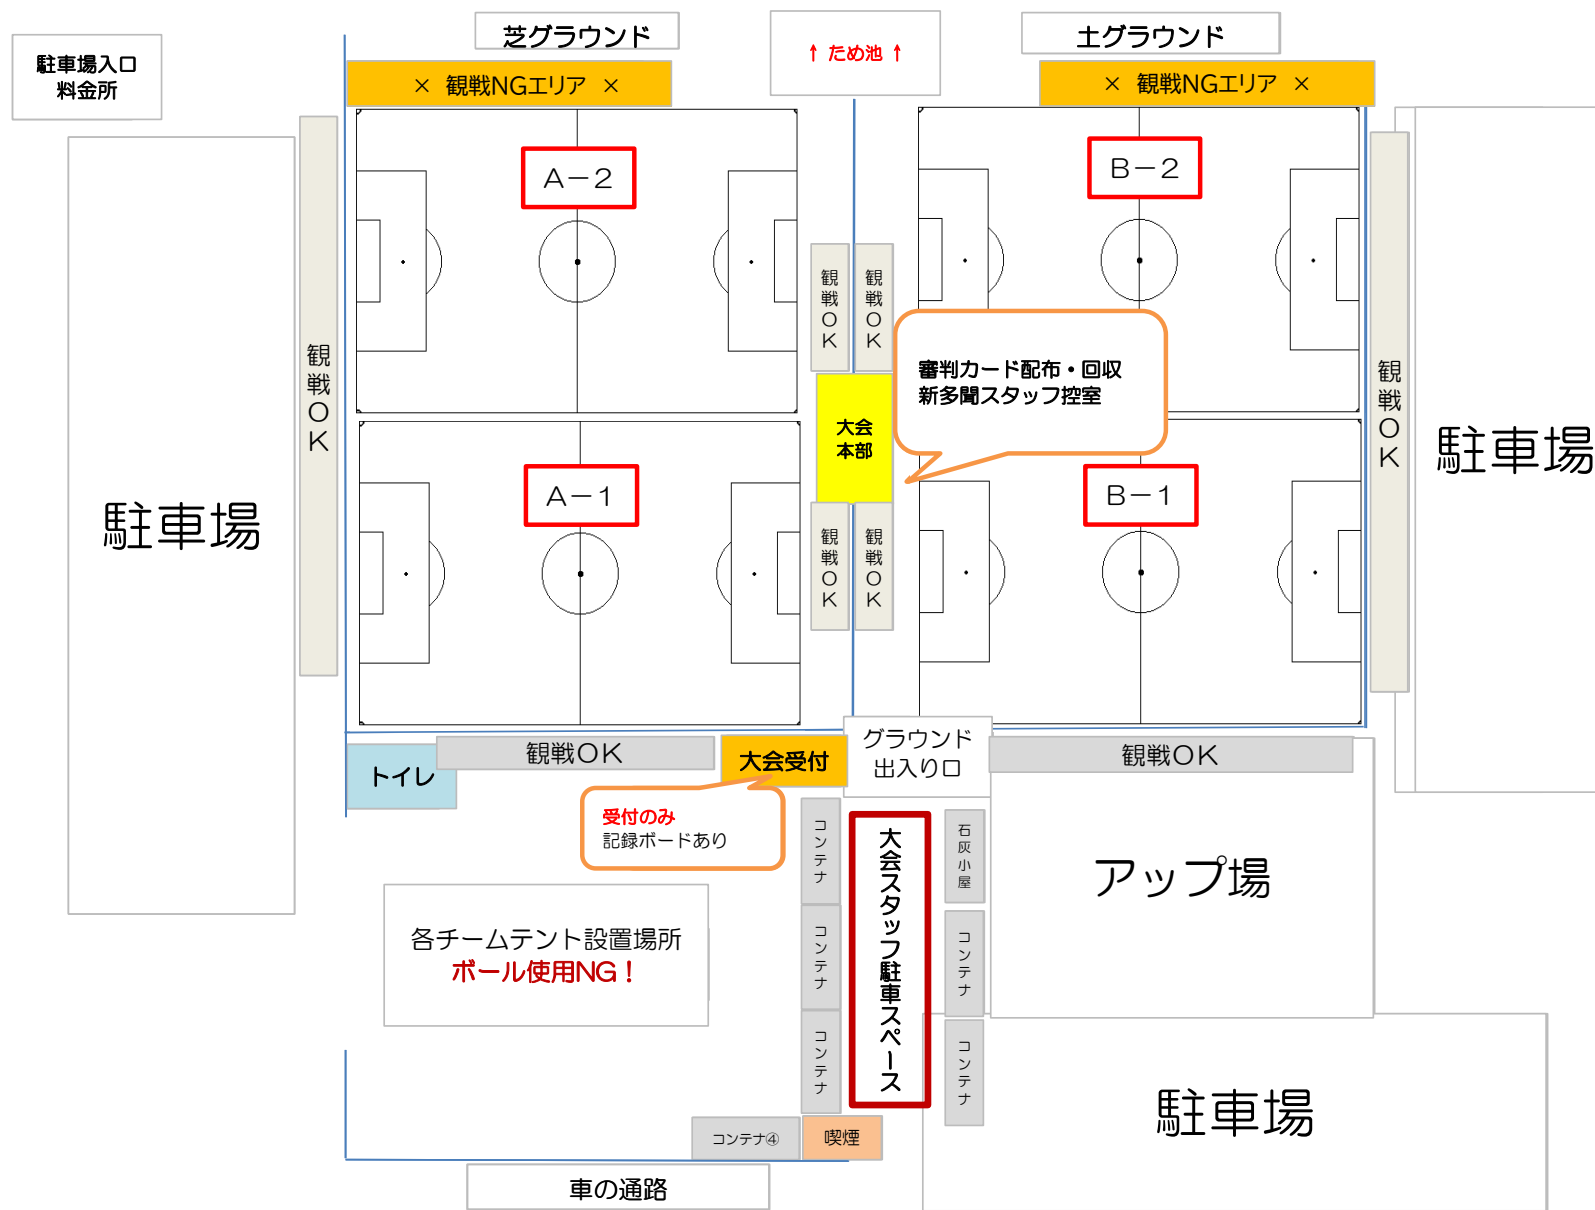 芝グラウンド
↑ ため池 ↑
土グラウンド
駐車場入口
料金所
× 観戦NGエリア ×
× 観戦NGエリア ×
A－2
B－2
観戦OK
観戦OK
観戦OK
観戦OK
審判カード配布・回収
新多聞スタッフ控室
大会
本部
駐車場
駐車場
A－1
B－1
観戦OK
観戦OK
グラウンド
出入り口
観戦OK
大会受付
観戦OK
トイレ
受付のみ
記録ボードあり
コンテナ
大会スタッフ駐車スペース
石灰小屋
アップ場
各チームテント設置場所
ボール使用NG！
コンテナ
コンテナ
コンテナ
コンテナ
駐車場
コンテナ④
喫煙
車の通路